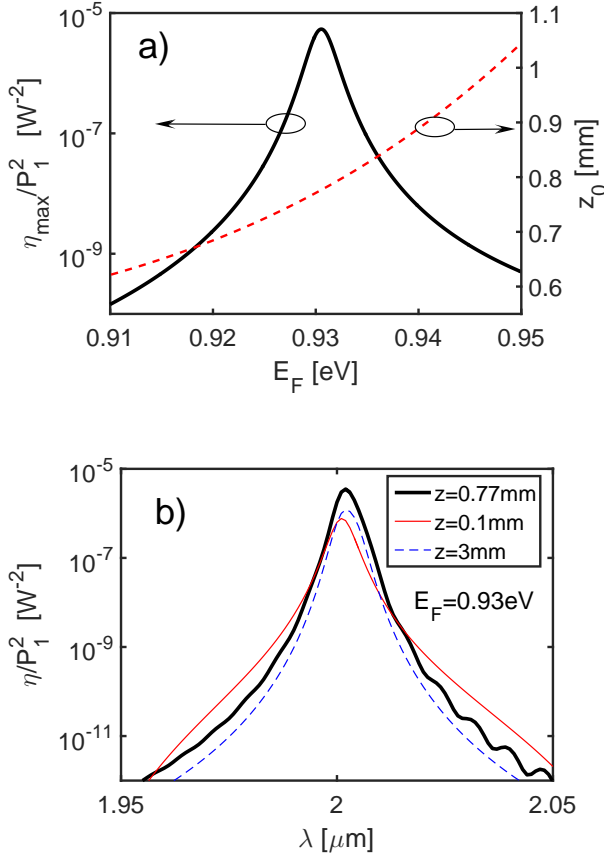 a)
10^-5
10^-7
10^-9
η_max/P_1^2 [W^-2]
1.1
1
0.9
0.8
0.7
0.6
z_0 [mm]
0.91 0.92 0.93 0.94 0.95
E_F [eV]
b)
10^-5
10^-7
10^-9
10^-11
η/P_1^2 [W^-2]
z=0.77mm
z=0.1mm
z=3mm
E_F=0.93eV
1.95 2 2.05
λ [μm]